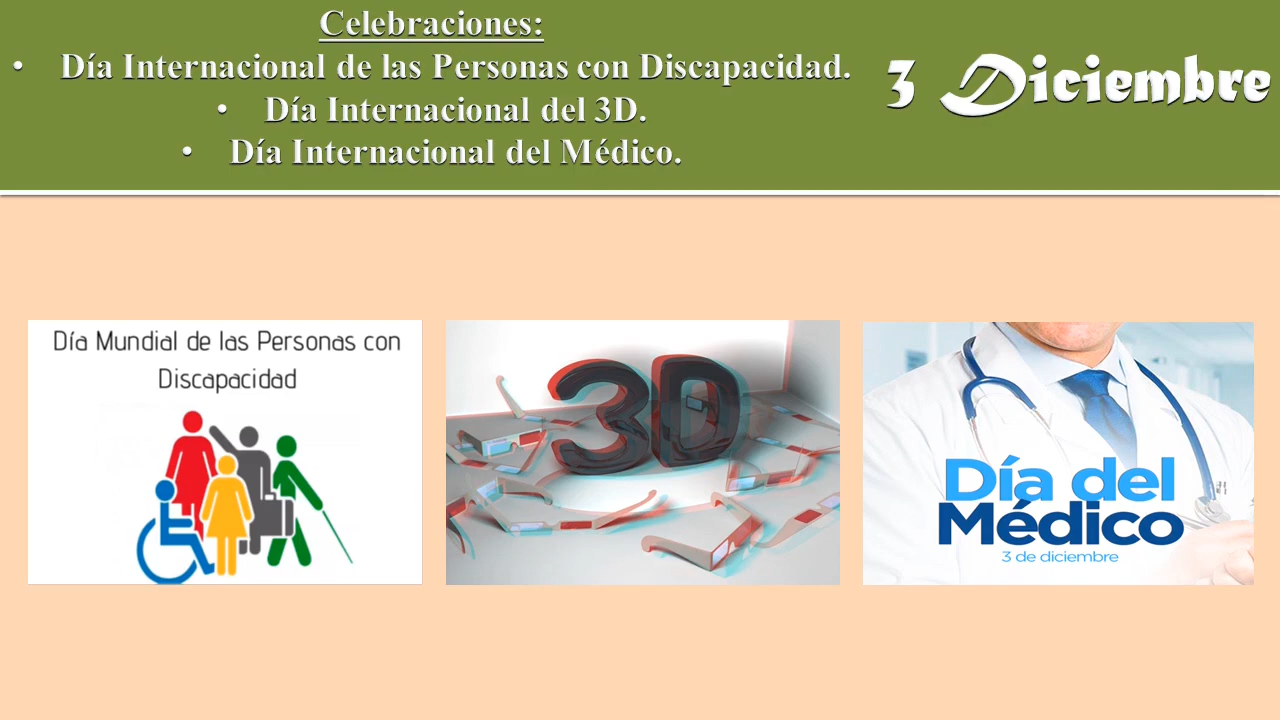 Celebraciones:
• Día Internacional de las Personas con Discapacidad.
• Día Internacional del 3D.
• Día Internacional del Médico.
3 Diciembre
Día Mundial de las Personas con
Discapacidad
3D
Día del
Médico
3 de diciembre